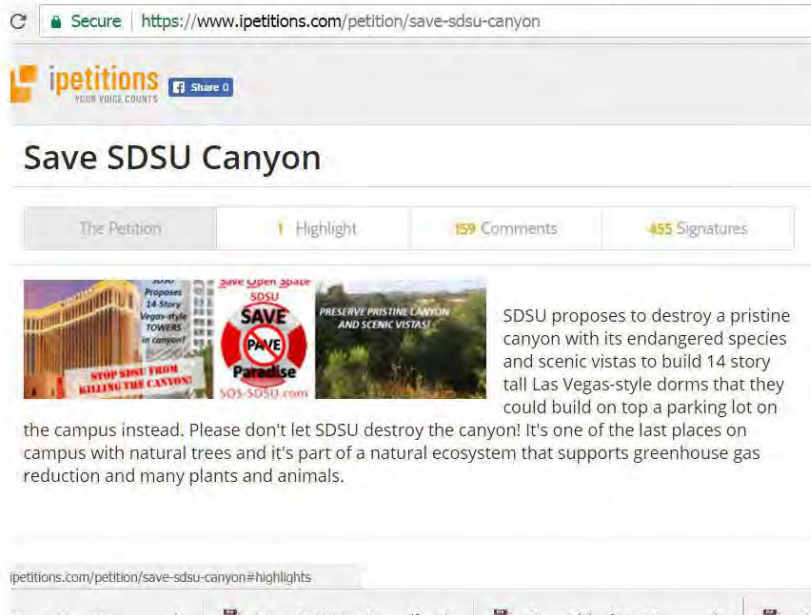 Secure | https://www.ipetitions.com/petition/save-sdsu-canyon
ipetitions
YOUR VOICE COUNTS
Share 0
Save SDSU Canyon
The Petition
1 Highlight
159 Comments
455 Signatures
SDSU
Proposes
14-Story
Vegas-style
TOWERS
in canyon!
STOP SDSU FROM
KILLING THE CANYON!
Save Open Space
SDSU
SAVE
PAVE
Paradise
SOS-SDSU.com
PRESERVE PRISTINE CANYON
AND SCENIC VISTAS!
SDSU proposes to destroy a pristine
canyon with its endangered species
and scenic vistas to build 14 story
tall Las Vegas-style dorms that they
could build on top a parking lot on
the campus instead. Please don't let SDSU destroy the canyon! It's one of the last places on
campus with natural trees and it's part of a natural ecosystem that supports greenhouse gas
reduction and many plants and animals.
ipetitions.com/petition/save-sdsu-canyon#highlights